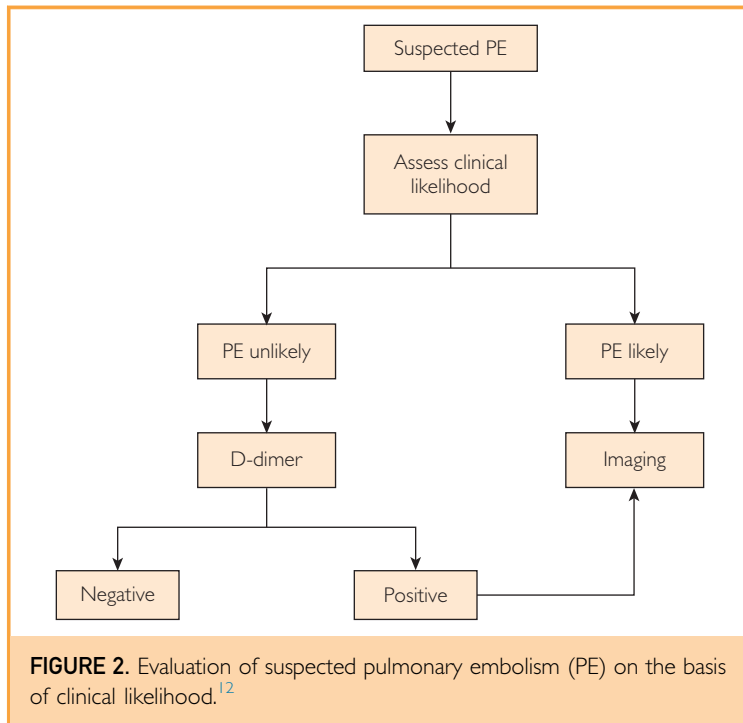 Suspected PE
Assess clinical
likelihood
PE unlikely
PE likely
D-dimer
Imaging
Negative
Positive
FIGURE 2. Evaluation of suspected pulmonary embolism (PE) on the basis
of clinical likelihood.12